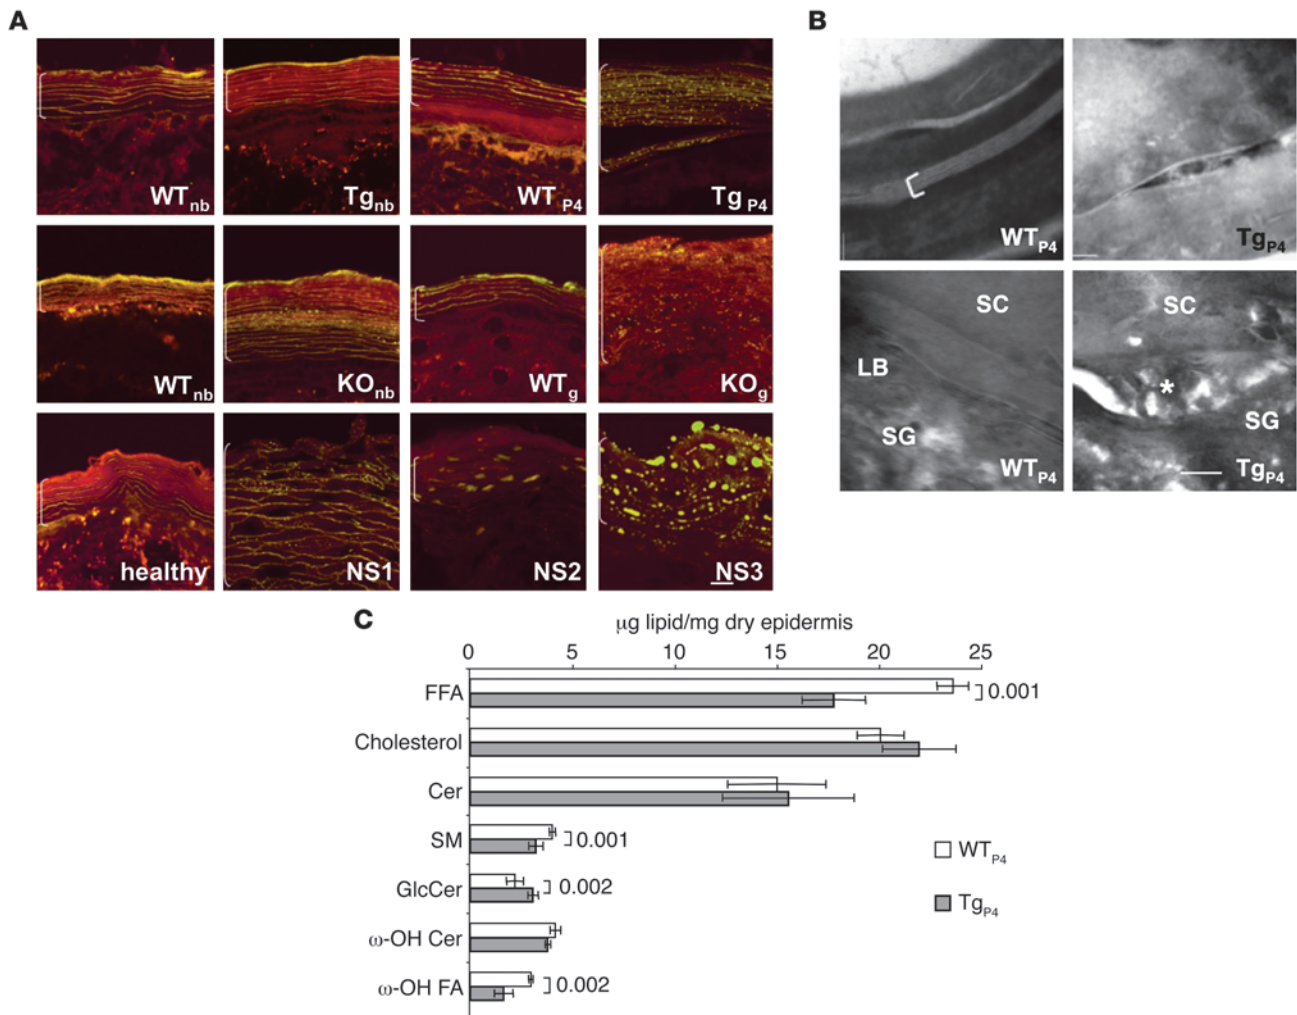 A
B
WTnb
Tgnb
WT P4
Tg P4
WTnb
KOnb
WTg
KOg
healthy
NS1
NS2
NS3
WTP4
TgP4
SC
LB
SG
WTP4
SC
*
SG
TgP4
C
μg lipid/mg dry epidermis
0 5 10 15 20 25
FFA
0.001
Cholesterol
Cer
SM
0.001
WTP4
GlcCer
0.002
TgP4
ω-OH Cer
ω-OH FA
0.002